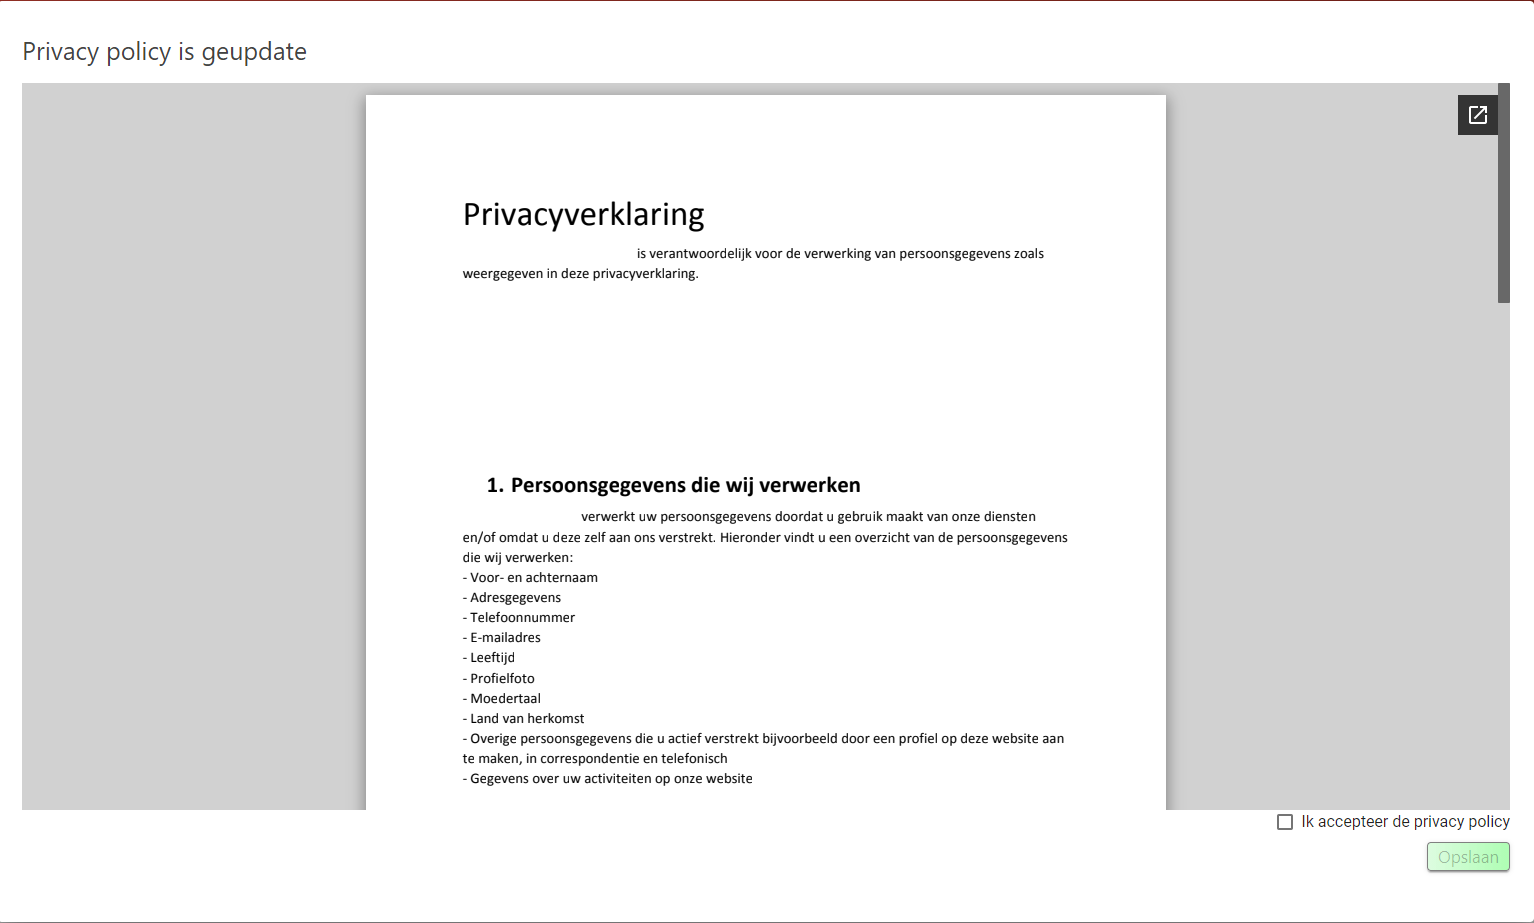 Privacy policy is geupdate
Privacyverklaring
is verantwoordelijk voor de verwerking van persoonsgegevens zoals
weergegeven in deze privacyverklaring.
1. Persoonsgegevens die wij verwerken
verwerkt uw persoonsgegevens doordat u gebruik maakt van onze diensten
en/of omdat u deze zelf aan ons verstrekt. Hieronder vindt u een overzicht van de persoonsgegevens
die wij verwerken:
- Voor- en achternaam
- Adresgegevens
- Telefoonnummer
- E-mailadres
- Leeftijd
- Profielfoto
- Moedertaal
- Land van herkomst
- Overige persoonsgegevens die u actief verstrekt bijvoorbeeld door een profiel op deze website aan
te maken, in correspondentie en telefonisch
- Gegevens over uw activiteiten op onze website
Ik accepteer de privacy policy
Opslaan